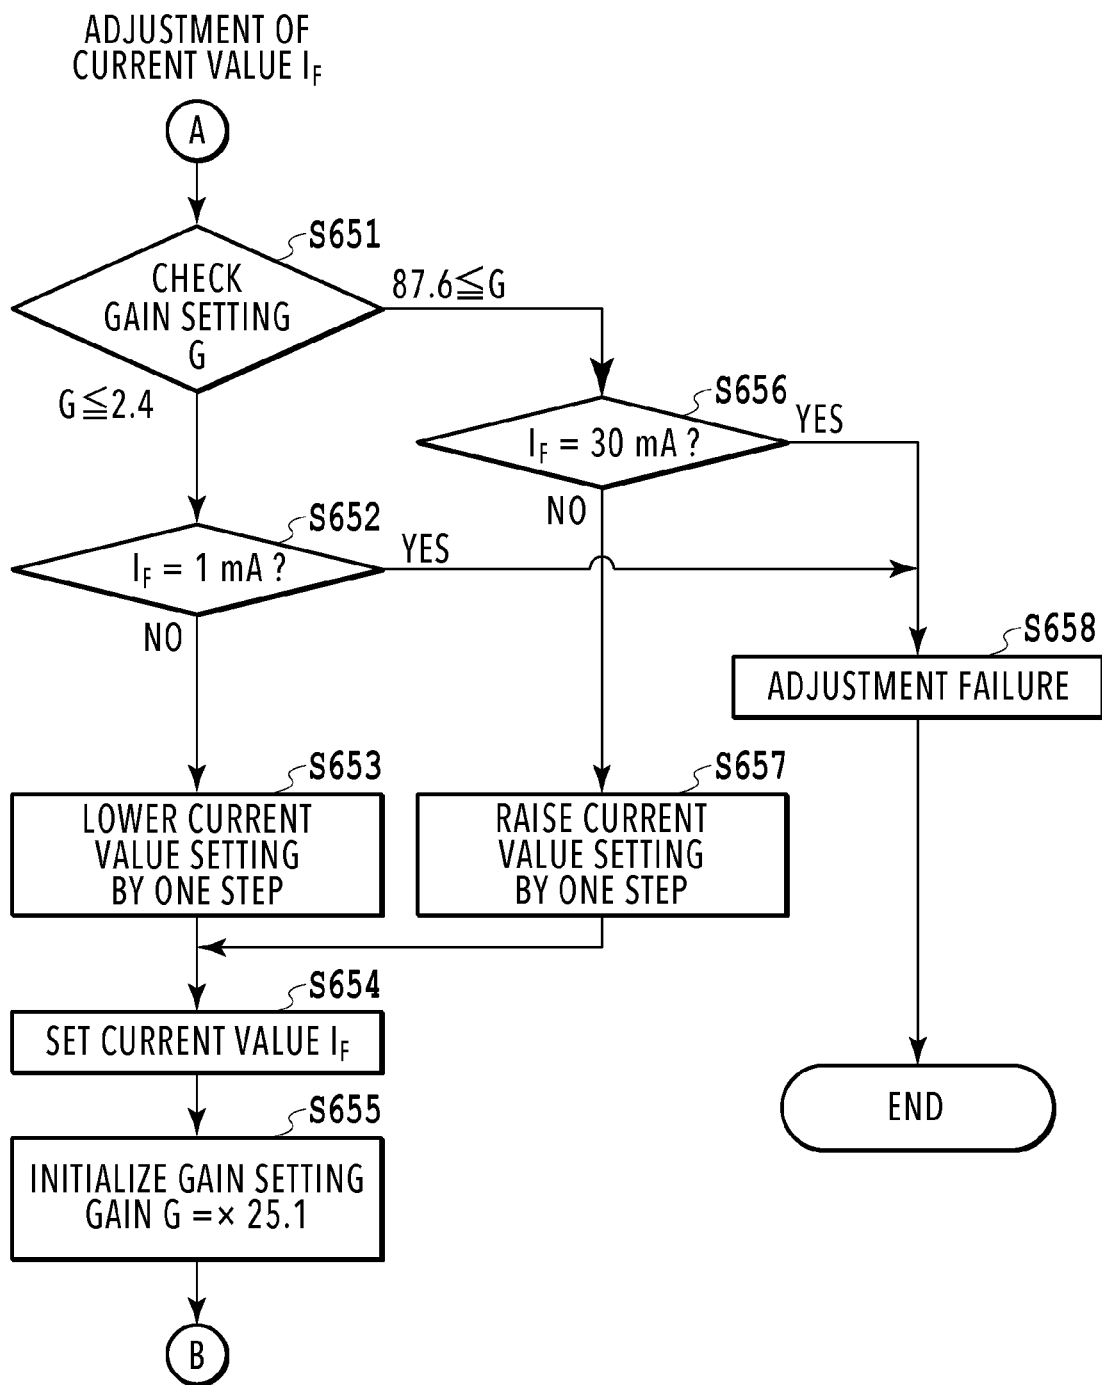 ADJUSTMENT OF
CURRENT VALUE IF
A
S651
CHECK
GAIN SETTING
G
87.6≦G
G≦2.4
S656
IF = 30 mA ?
YES
NO
S652
IF = 1 mA ?
YES
NO
S658
ADJUSTMENT FAILURE
S653
LOWER CURRENT
VALUE SETTING
BY ONE STEP
S657
RAISE CURRENT
VALUE SETTING
BY ONE STEP
S654
SET CURRENT VALUE IF
END
S655
INITIALIZE GAIN SETTING
GAIN G =× 25.1
B